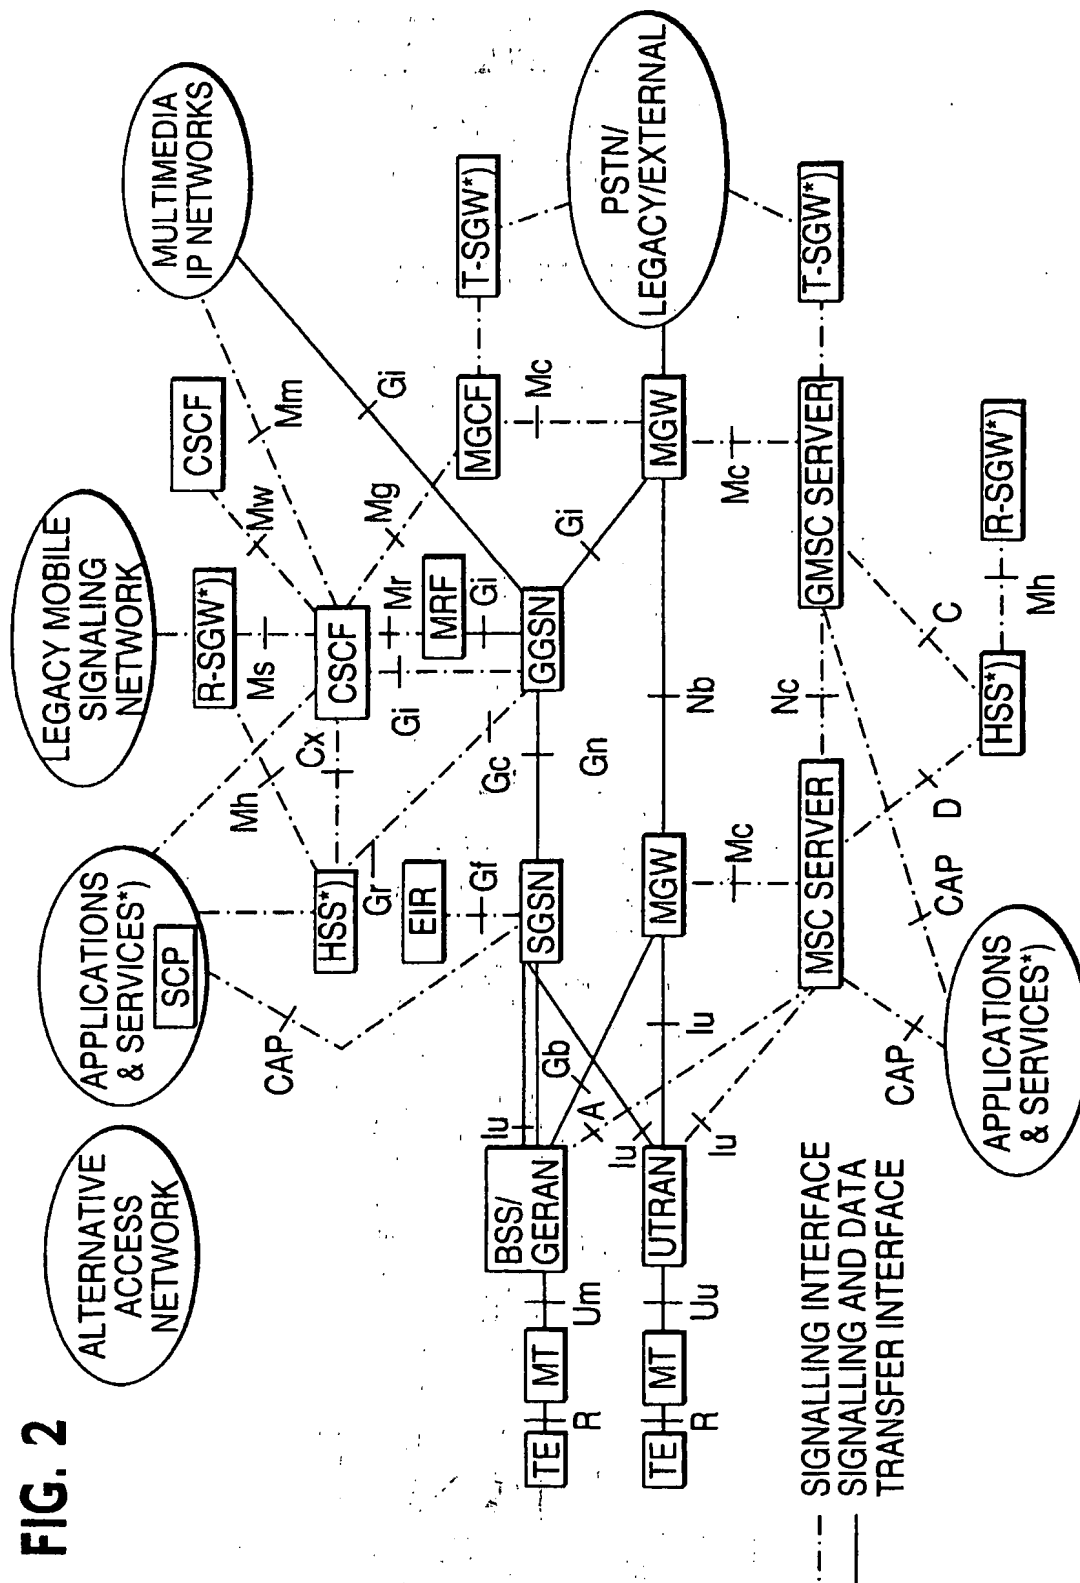 FIG. 2
ALTERNATIVE
ACCESS
NETWORK
APPLICATIONS
& SERVICES*)
SCP
LEGACY MOBILE
SIGNALING
NETWORK
MULTIMEDIA
IP NETWORKS
CAP
Mh
R-SGW*)
Ms
Mw
CSCF
Mm
HSS*)
Cx
CSCF
Gi
Mr
Mg
Gi
Gr
EIR
Gf
Gc
MRF
Gi
MGCF
T-SGW*)
Mc
TE
R
MT
Um
BSS/
GERAN
Iu
SGSN
Gn
GGSN
Gi
Gb
A
Iu
TE
R
MT
Uu
UTRAN
Iu
Iu
MGW
Nb
MGW
PSTN/
LEGACY/EXTERNAL
Mc
Mc
MSC SERVER
Nc
GMSC SERVER
T-SGW*)
CAP
CAP
D
C
HSS*)
Mh
R-SGW*)
APPLICATIONS
& SERVICES*)
SIGNALLING INTERFACE
SIGNALLING AND DATA
TRANSFER INTERFACE